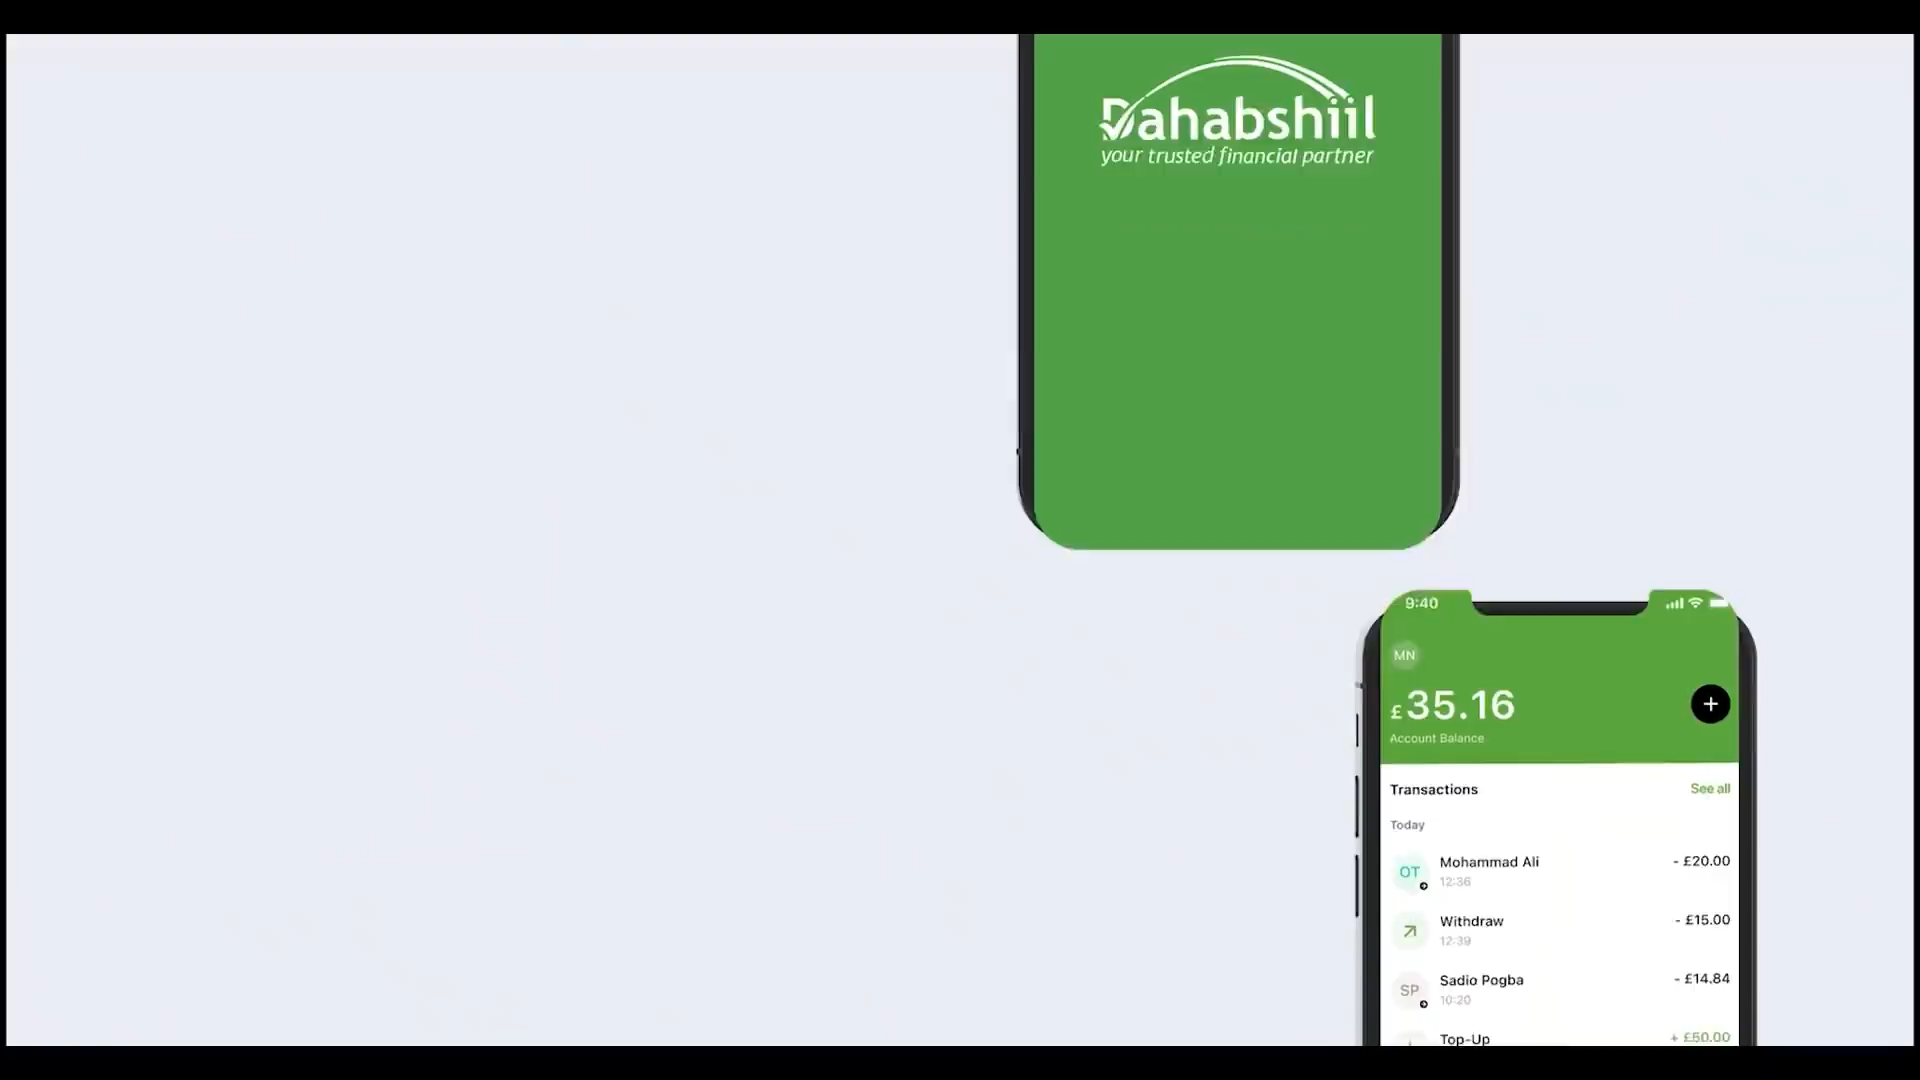 Dahabshiil
your trusted financial partner
9:40
MN
£35.16
Account Balance
Transactions
See all
Today
OT
Mohammad Ali
- £20.00
12:36
Withdraw
- £15.00
12:39
SP
Sadio Pogba
- £14.84
10:20
Top-Up
+ £50.00